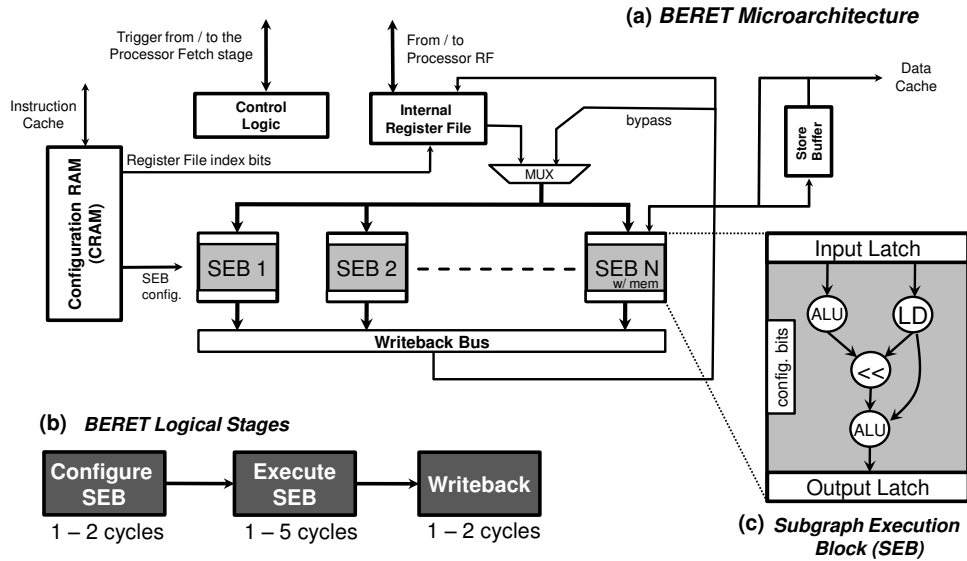 (a) BERET Microarchitecture
Trigger from / to the
Processor Fetch stage
From / to
Processor RF
Instruction
Cache
Control
Logic
Internal
Register File
bypass
Data
Cache
Store
Buffer
Register File index bits
MUX
Configuration RAM
(CRAM)
SEB
config.
SEB 1
SEB 2
SEB N
w/ mem
Writeback Bus
Input Latch
ALU
LD
<<
ALU
config. bits
Output Latch
(b) BERET Logical Stages
Configure
SEB
Execute
SEB
Writeback
1 – 2 cycles
1 – 5 cycles
1 – 2 cycles
(c) Subgraph Execution
Block (SEB)